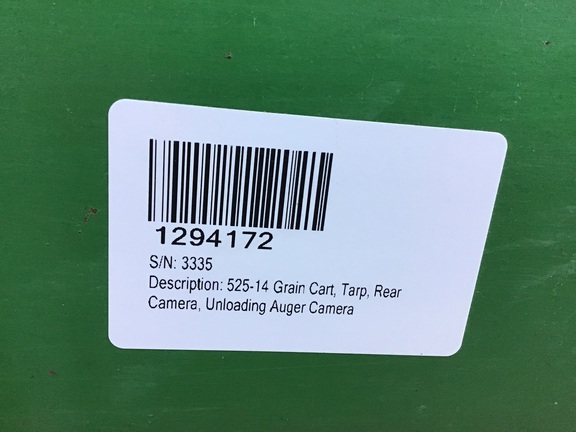 1294172
S/N: 3335
Description: 525-14 Grain Cart, Tarp, Rear
Camera, Unloading Auger Camera